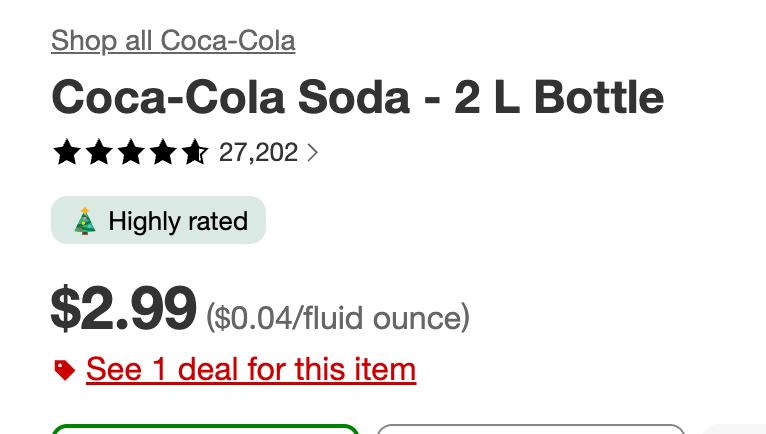 Shop all Coca-Cola
Coca-Cola Soda - 2 L Bottle
27,202
Highly rated
$2.99 ($0.04/fluid ounce)
See 1 deal for this item